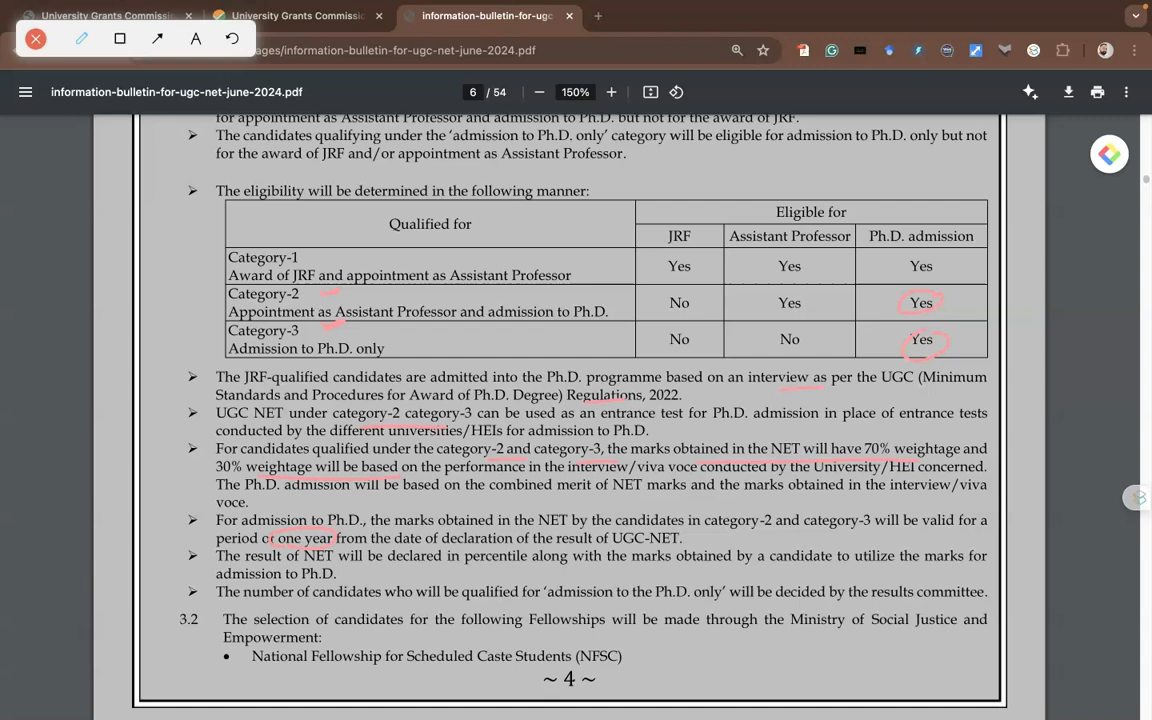 University Grants Commissi
University Grants Commissic
information-bulletin-for-ugc
ages/information-bulletin-for-ugc-net-june-2024.pdf
A
information-bulletin-for-ugc-net-june-2024.pdf
6 / 54
150%
for appointment as Assistant Professor and admission to Ph.D. but not for the award of JRF.
➢ The candidates qualifying under the ‘admission to Ph.D. only’ category will be eligible for admission to Ph.D. only but not
for the award of JRF and/or appointment as Assistant Professor.
➢ The eligibility will be determined in the following manner:
Qualified for
Eligible for
JRF Assistant Professor Ph.D. admission
Category-1
Award of JRF and appointment as Assistant Professor Yes Yes Yes
Category-2
Appointment as Assistant Professor and admission to Ph.D. No Yes Yes
Category-3
Admission to Ph.D. only No No Yes
➢ The JRF-qualified candidates are admitted into the Ph.D. programme based on an interview as per the UGC (Minimum
Standards and Procedures for Award of Ph.D. Degree) Regulations, 2022.
➢ UGC NET under category-2 category-3 can be used as an entrance test for Ph.D. admission in place of entrance tests
conducted by the different universities/HEIs for admission to Ph.D.
➢ For candidates qualified under the category-2 and category-3, the marks obtained in the NET will have 70% weightage and
30% weightage will be based on the performance in the interview/viva voce conducted by the University/HEI concerned.
The Ph.D. admission will be based on the combined merit of NET marks and the marks obtained in the interview/viva
voce.
➢ For admission to Ph.D., the marks obtained in the NET by the candidates in category-2 and category-3 will be valid for a
period of one year from the date of declaration of the result of UGC-NET.
➢ The result of NET will be declared in percentile along with the marks obtained by a candidate to utilize the marks for
admission to Ph.D.
➢ The number of candidates who will be qualified for ‘admission to the Ph.D. only’ will be decided by the results committee.
3.2 The selection of candidates for the following Fellowships will be made through the Ministry of Social Justice and
Empowerment:
• National Fellowship for Scheduled Caste Students (NFSC)
~ 4 ~